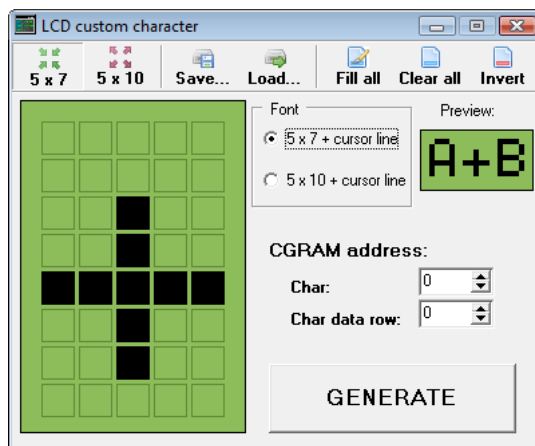 LCD custom character
5 x 7 5 x 10 Save... Load... Fill all Clear all Invert
Font
5 x 7 + cursor line
5 x 10 + cursor line
Preview:
A+B
CGRAM address:
Char: 0
Char data row: 0
GENERATE